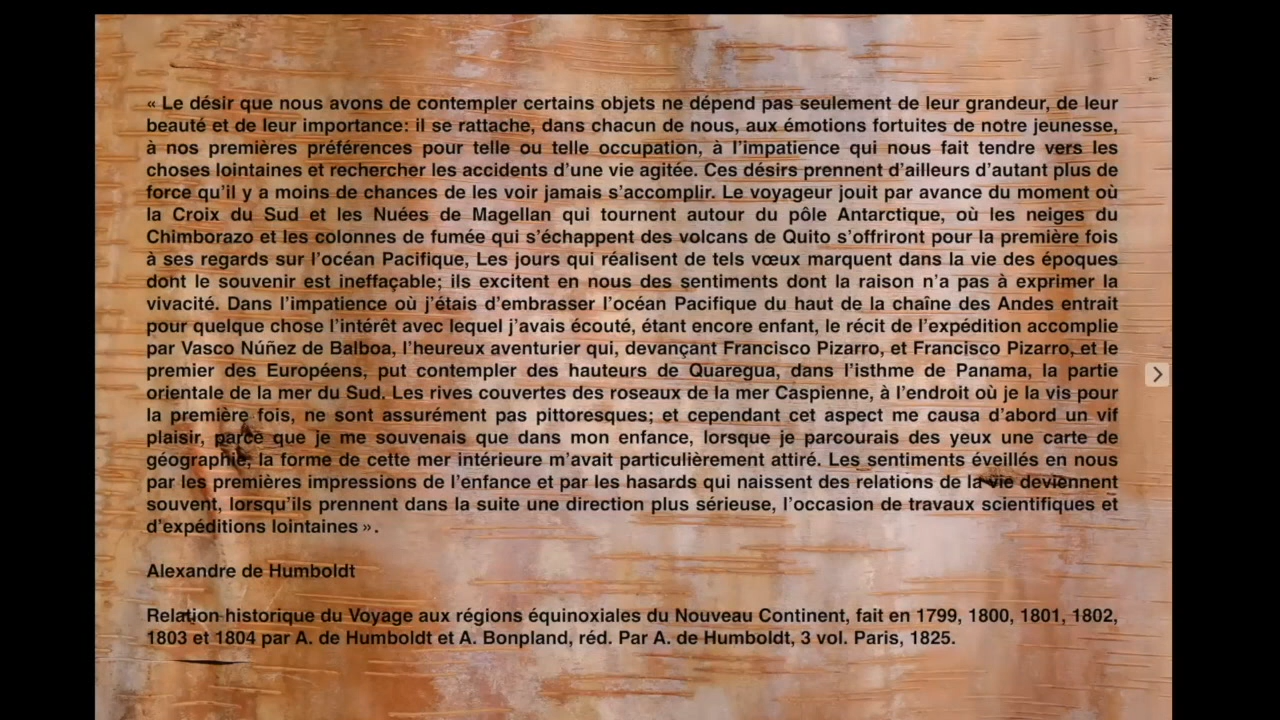 « Le désir que nous avons de contempler certains objets ne dépend pas seulement de leur grandeur, de leur
beauté et de leur importance: il se rattache, dans chacun de nous, aux émotions fortuites de notre jeunesse,
à nos premières préférences pour telle ou telle occupation, à l’impatience qui nous fait tendre vers les
choses lointaines et rechercher les accidents d’une vie agitée. Ces désirs prennent d’ailleurs d’autant plus de
force qu’il y a moins de chances de les voir jamais s’accomplir. Le voyageur jouit par avance du moment où
la Croix du Sud et les Nuées de Magellan qui tournent autour du pôle Antarctique, où les neiges du
Chimborazo et les colonnes de fumée qui s’échappent des volcans de Quito s’offriront pour la première fois
à ses regards sur l’océan Pacifique, Les jours qui réalisent de tels vœux marquent dans la vie des époques
dont le souvenir est ineffaçable; ils excitent en nous des sentiments dont la raison n’a pas à exprimer la
vivacité. Dans l’impatience où j’étais d’embrasser l’océan Pacifique du haut de la chaîne des Andes entrait
pour quelque chose l’intérêt avec lequel j’avais écouté, étant encore enfant, le récit de l’expédition accomplie
par Vasco Núñez de Balboa, l’heureux aventurier qui, devançant Francisco Pizarro, et Francisco Pizarro, et le
premier des Européens, put contempler des hauteurs de Quaregua, dans l’isthme de Panama, la partie
orientale de la mer du Sud. Les rives couvertes des roseaux de la mer Caspienne, à l’endroit où je la vis pour
la première fois, ne sont assurément pas pittoresques; et cependant cet aspect me causa d’abord un vif
plaisir, parce que je me souvenais que dans mon enfance, lorsque je parcourais des yeux une carte de
géographie, la forme de cette mer intérieure m’avait particulièrement attiré. Les sentiments éveillés en nous
par les premières impressions de l’enfance et par les hasards qui naissent des relations de la vie deviennent
souvent, lorsqu’ils prennent dans la suite une direction plus sérieuse, l’occasion de travaux scientifiques et
d’expéditions lointaines ».
Alexandre de Humboldt
Relation historique du Voyage aux régions équinoxiales du Nouveau Continent, fait en 1799, 1800, 1801, 1802,
1803 et 1804 par A. de Humboldt et A. Bonpland, réd. Par A. de Humboldt, 3 vol. Paris, 1825.